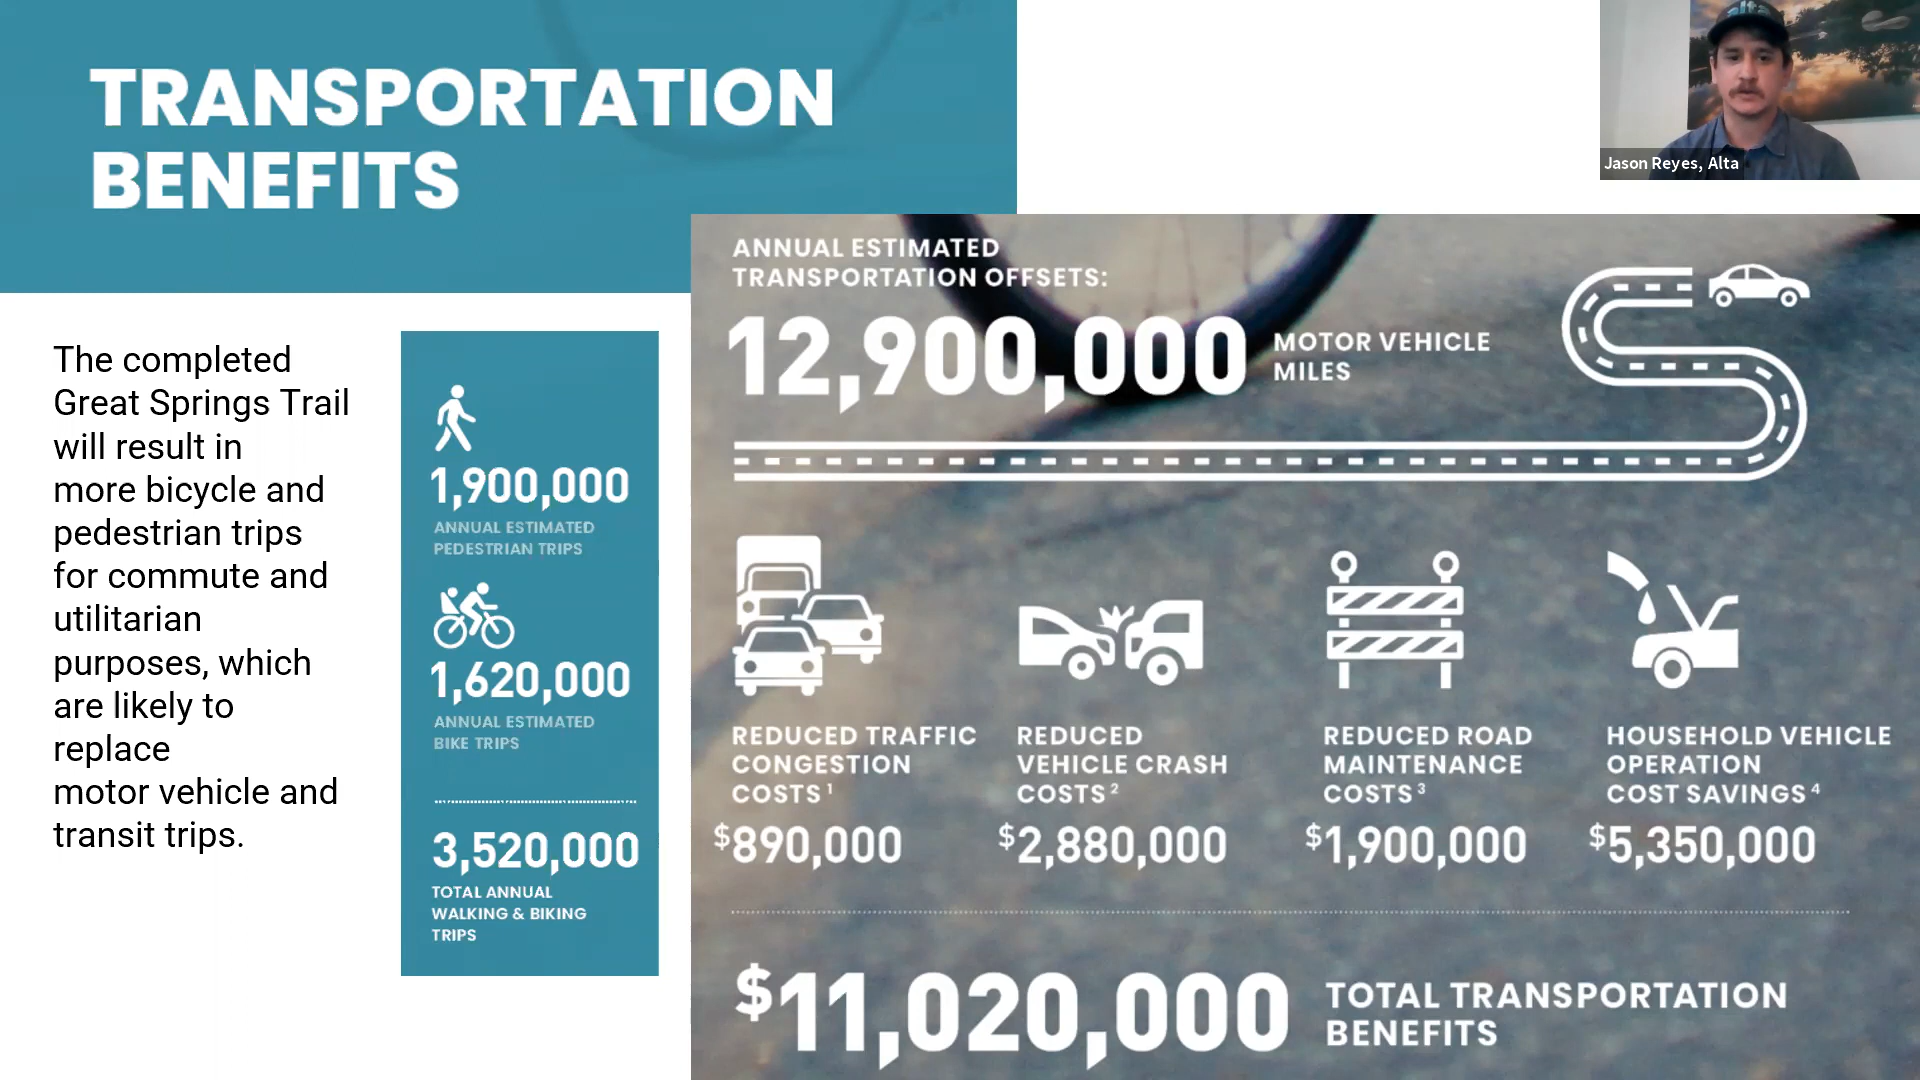 TRANSPORTATION
BENEFITS
alta
Jason Reyes, Alta
The completed
Great Springs Trail
will result in
more bicycle and
pedestrian trips
for commute and
utilitarian
purposes, which
are likely to
replace
motor vehicle and
transit trips.
1,900,000
ANNUAL ESTIMATED
PEDESTRIAN TRIPS
1,620,000
ANNUAL ESTIMATED
BIKE TRIPS
3,520,000
TOTAL ANNUAL
WALKING & BIKING
TRIPS
ANNUAL ESTIMATED
TRANSPORTATION OFFSETS:
12,900,000
MOTOR VEHICLE
MILES
REDUCED TRAFFIC
CONGESTION
COSTS 1
$890,000
REDUCED
VEHICLE CRASH
COSTS 2
$2,880,000
REDUCED ROAD
MAINTENANCE
COSTS 3
$1,900,000
HOUSEHOLD VEHICLE
OPERATION
COST SAVINGS 4
$5,350,000
$11,020,000
TOTAL TRANSPORTATION
BENEFITS